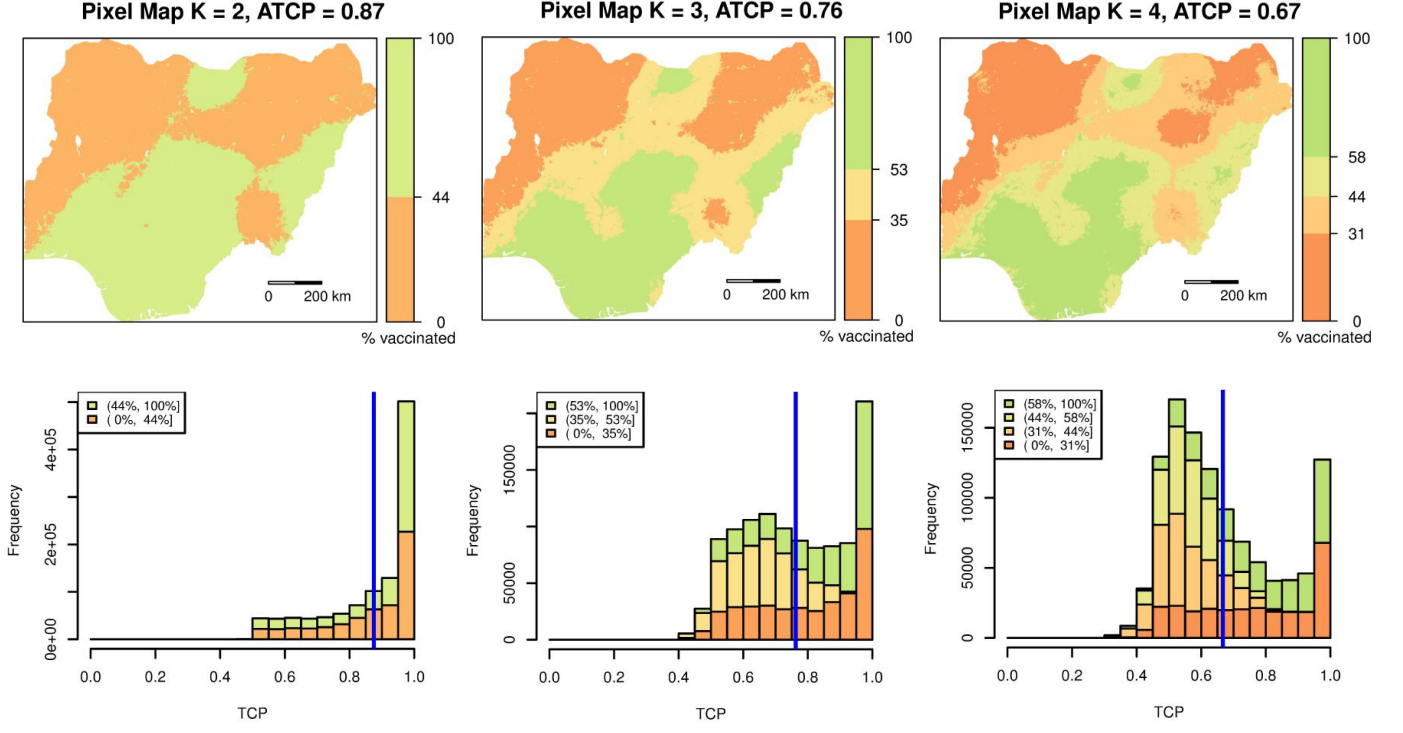 Pixel Map K = 2, ATCP = 0.87
100
44
0
0 200 km
% vaccinated
Pixel Map K = 3, ATCP = 0.76
100
53
35
0
0 200 km
% vaccinated
Pixel Map K = 4, ATCP = 0.67
100
58
44
31
0
0 200 km
% vaccinated
(44%, 100%]
( 0%, 44%]
Frequency
4e+05
2e+05
0e+00
0.0 0.2 0.4 0.6 0.8 1.0
TCP
(53%, 100%]
(35%, 53%]
( 0%, 35%]
Frequency
150000
50000
0
0.0 0.2 0.4 0.6 0.8 1.0
TCP
(58%, 100%]
(44%, 58%]
(31%, 44%]
( 0%, 31%]
Frequency
150000
100000
50000
0
0.0 0.2 0.4 0.6 0.8 1.0
TCP